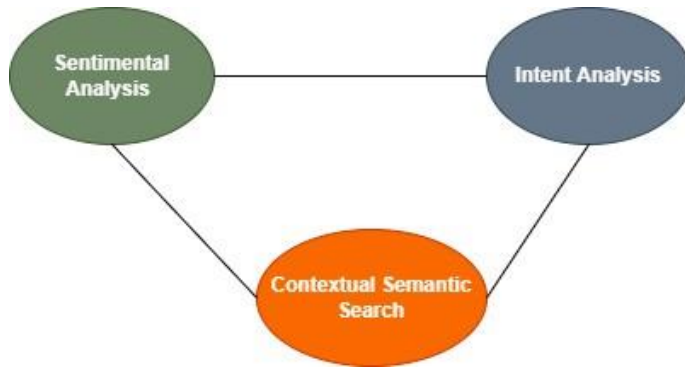 Sentimental
Analysis
Intent Analysis
Contextual Semantic
Search